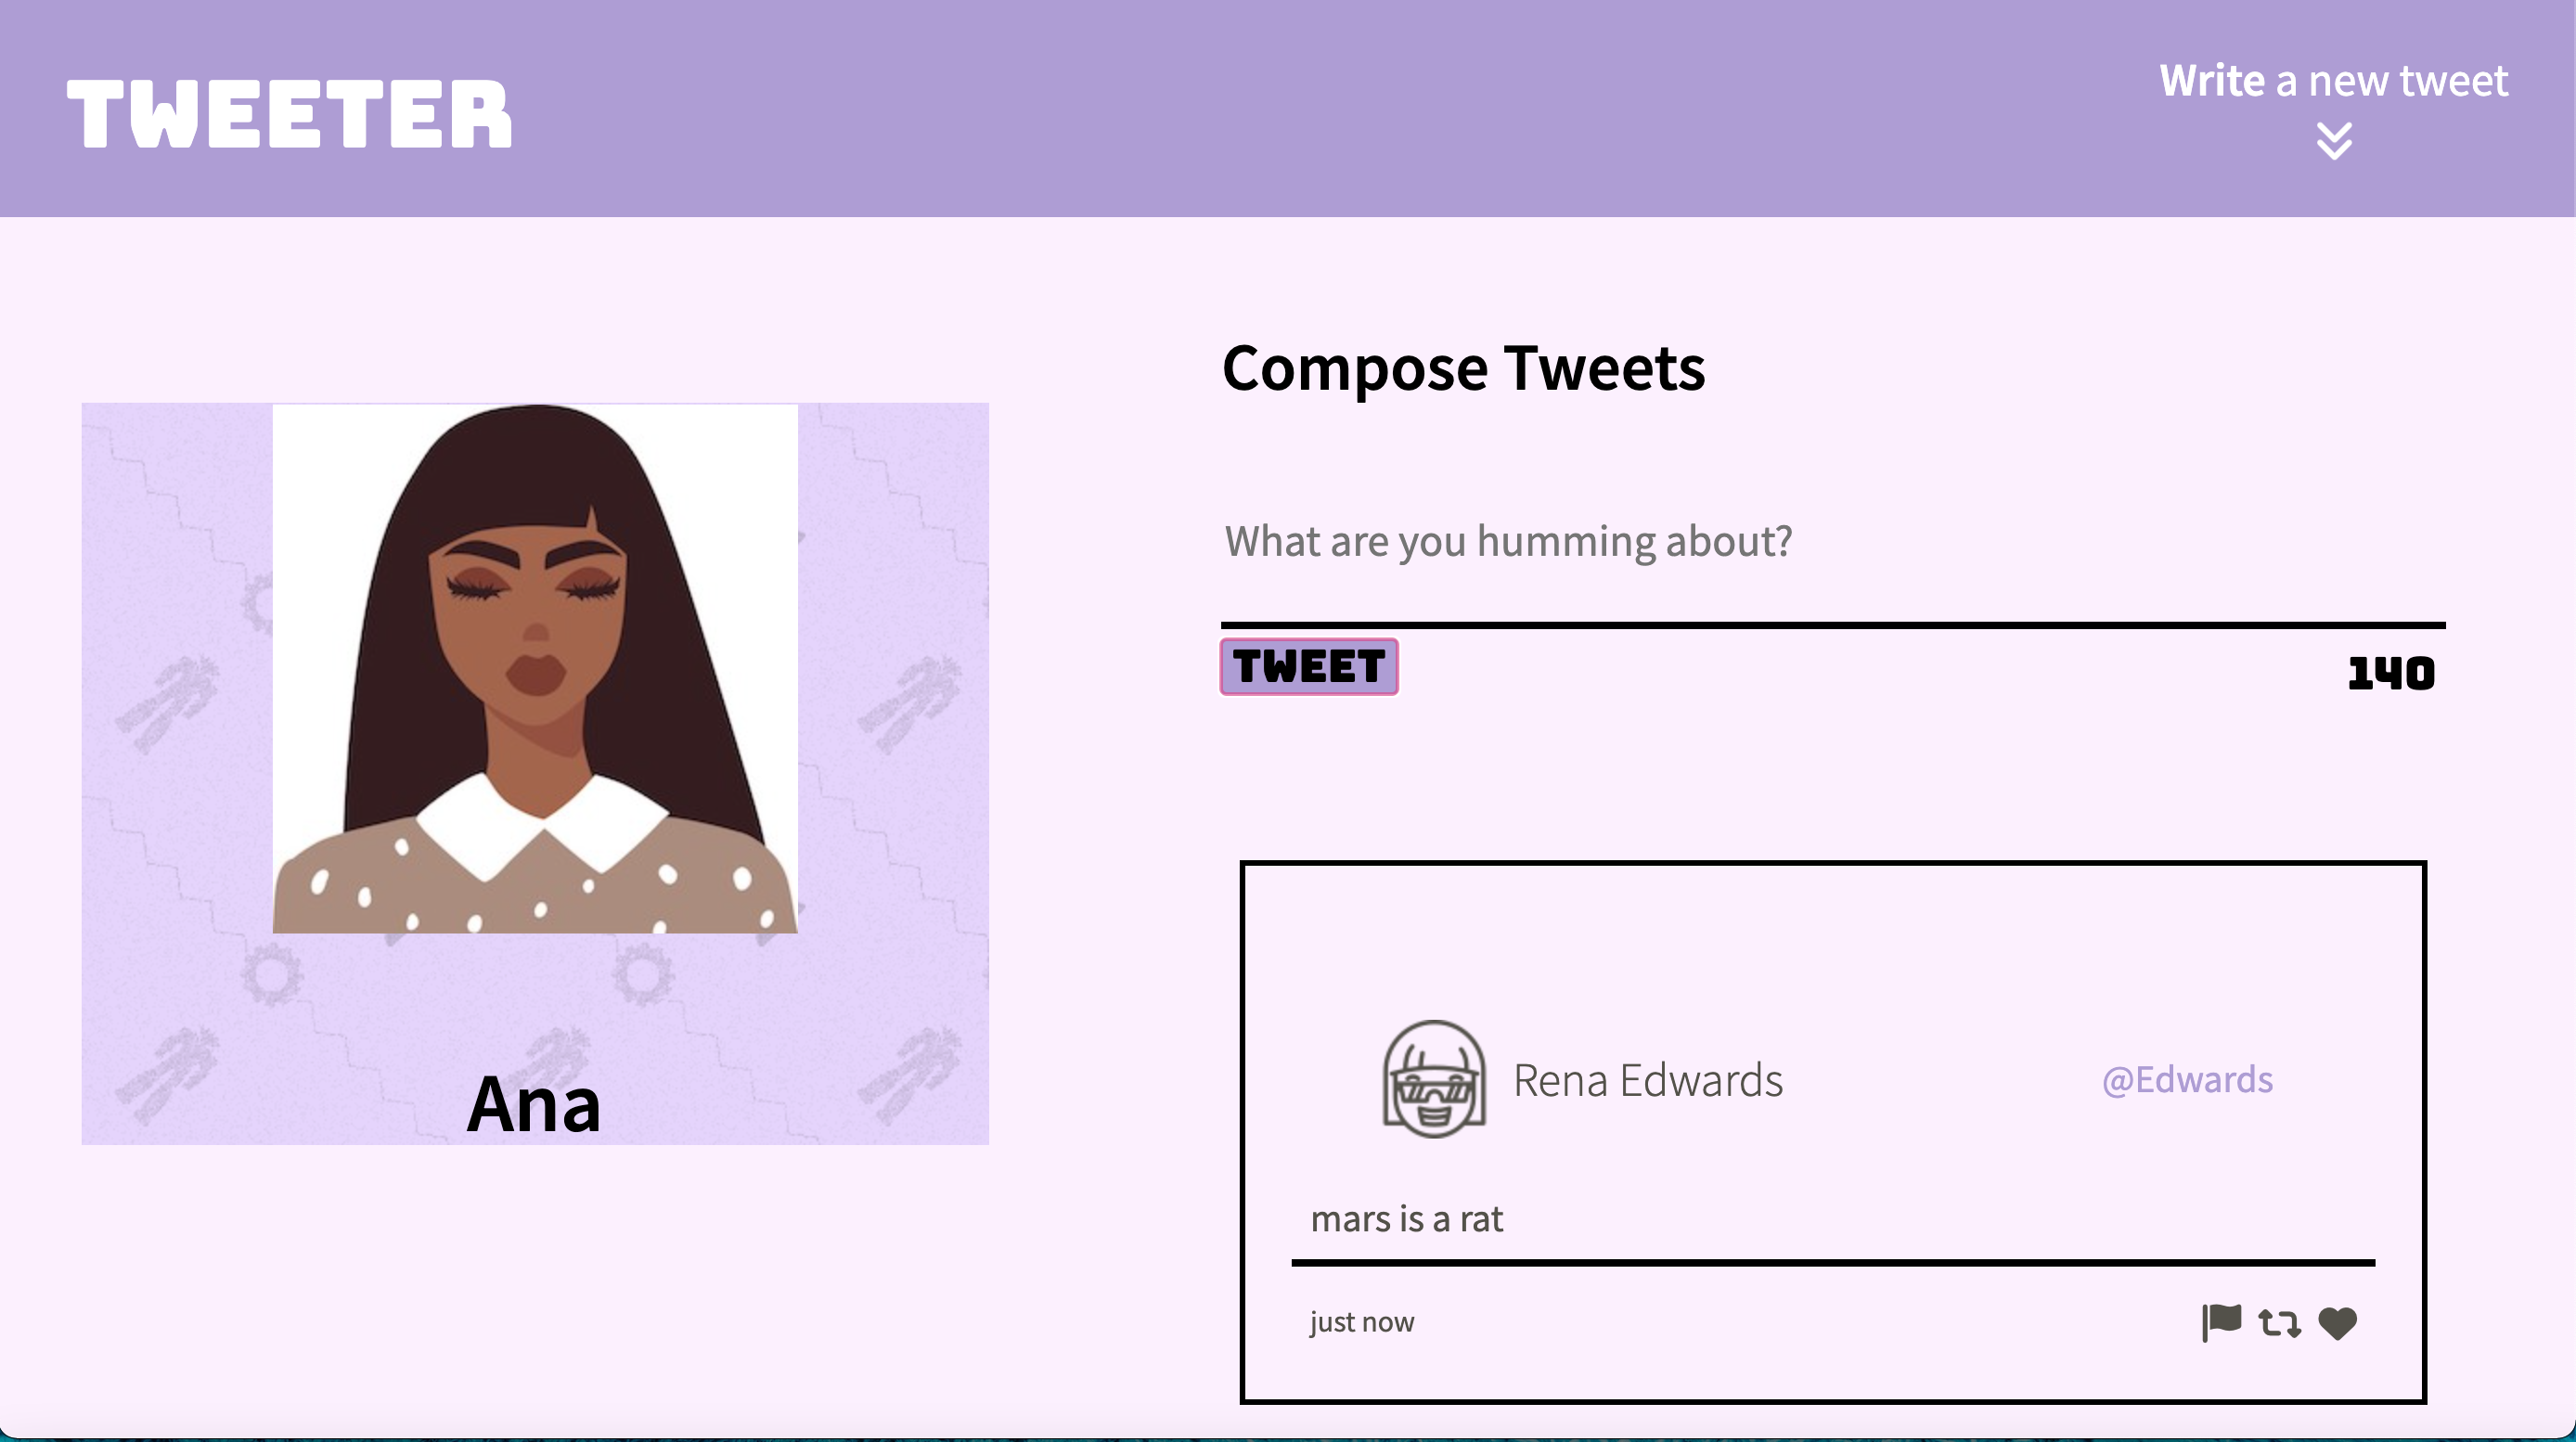 TWEETER
Write a new tweet
Compose Tweets
What are you humming about?
TWEET
140
Ana
Rena Edwards
@Edwards
mars is a rat
just now